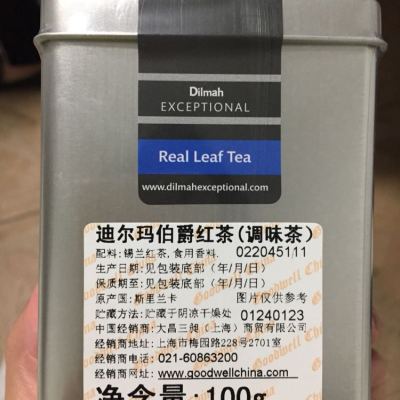 Dilmah
EXCEPTIONAL
Real Leaf Tea
www.dilmahexceptional.com
迪尔玛伯爵红茶(调味茶)
配料:锡兰红茶,食用香料. 022045111
生产日期:见包装底部 (年/月/日)
保质期至:见包装底部 (年/月/日)
原产国:斯里兰卡 图片仅供参考
贮藏方法:贮藏于阴凉干燥处 01240123
中国经销商:大昌三昶(上海)商贸有限公司
经销商地址:上海市梅园路228号2701室
经销商电话:021-60863200
经销商网址:www.goodwellchina.com
净含量:100g